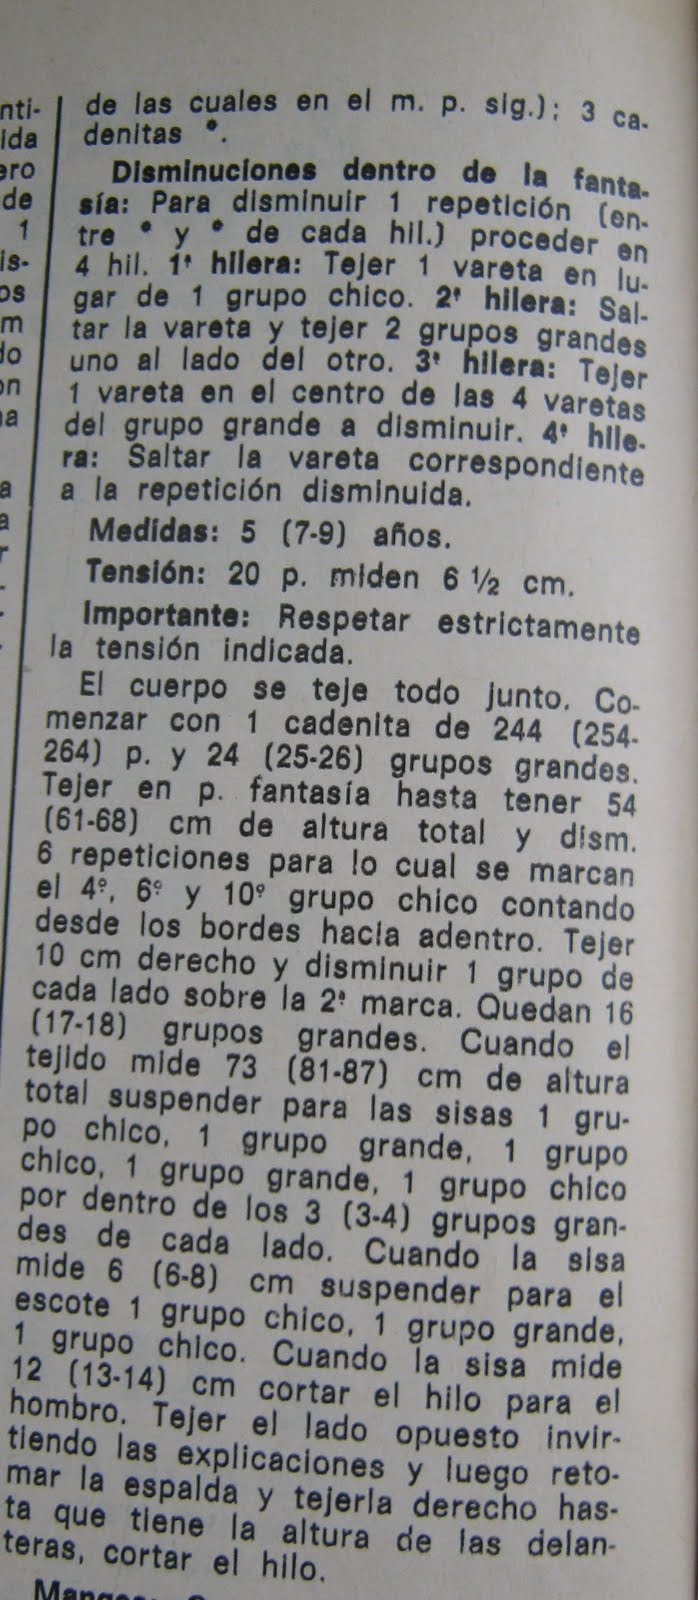 nti-
ida
ero
de
1
is-
os
m
do
on
na
a
a
r
-
-
-
de las cuales en el m. p. sig.); 3 ca-
denitas *.
Disminuciones dentro de la fanta-
sía: Para disminuir 1 repetición (en-
tre * y * de cada hil.) proceder en
4 hil. 1ª hilera: Tejer 1 vareta en lu-
gar de 1 grupo chico. 2ª hilera: Sal-
tar la vareta y tejer 2 grupos grandes
uno al lado del otro. 3ª hilera: Tejer
1 vareta en el centro de las 4 varetas
del grupo grande a disminuir. 4ª hile-
ra: Saltar la vareta correspondiente
a la repetición disminuida.
Medidas: 5 (7-9) años.
Tensión: 20 p. miden 6 ½ cm.
Importante: Respetar estrictamente
la tensión indicada.
El cuerpo se teje todo junto. Co-
menzar con 1 cadenita de 244 (254-
264) p. y 24 (25-26) grupos grandes.
Tejer en p. fantasía hasta tener 54
(61-68) cm de altura total y dism.
6 repeticiones para lo cual se marcan
el 4º, 6º y 10º grupo chico contando
desde los bordes hacia adentro. Tejer
10 cm derecho y disminuir 1 grupo de
cada lado sobre la 2ª marca. Quedan 16
(17-18) grupos grandes. Cuando el
tejido mide 73 (81-87) cm de altura
total suspender para las sisas 1 gru-
po chico, 1 grupo grande, 1 grupo
chico, 1 grupo grande, 1 grupo chico
por dentro de los 3 (3-4) grupos gran-
des de cada lado. Cuando la sisa
mide 6 (6-8) cm suspender para el
escote 1 grupo chico, 1 grupo grande,
1 grupo chico. Cuando la sisa mide
12 (13-14) cm cortar el hilo para el
hombro. Tejer el lado opuesto invir-
tiendo las explicaciones y luego reto-
mar la espalda y tejerla derecho has-
ta que tiene la altura de las delan-
teras, cortar el hilo.